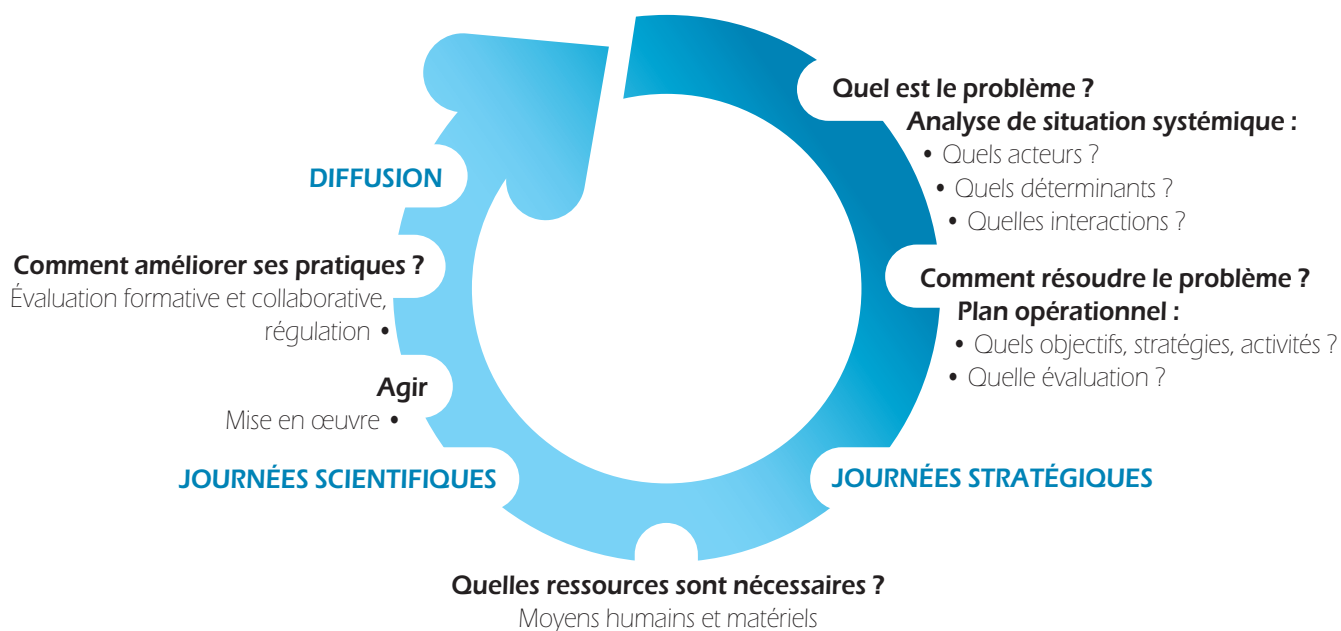 Quel est le problème ?
Analyse de situation systémique :
• Quels acteurs ?
• Quels déterminants ?
• Quelles interactions ?
Comment résoudre le problème ?
Plan opérationnel :
• Quels objectifs, stratégies, activités ?
• Quelle évaluation ?
JOURNÉES STRATÉGIQUES
Quelles ressources sont nécessaires ?
Moyens humains et matériels
JOURNÉES SCIENTIFIQUES
Agir
Mise en œuvre •
Comment améliorer ses pratiques ?
Évaluation formative et collaborative,
régulation •
DIFFUSION